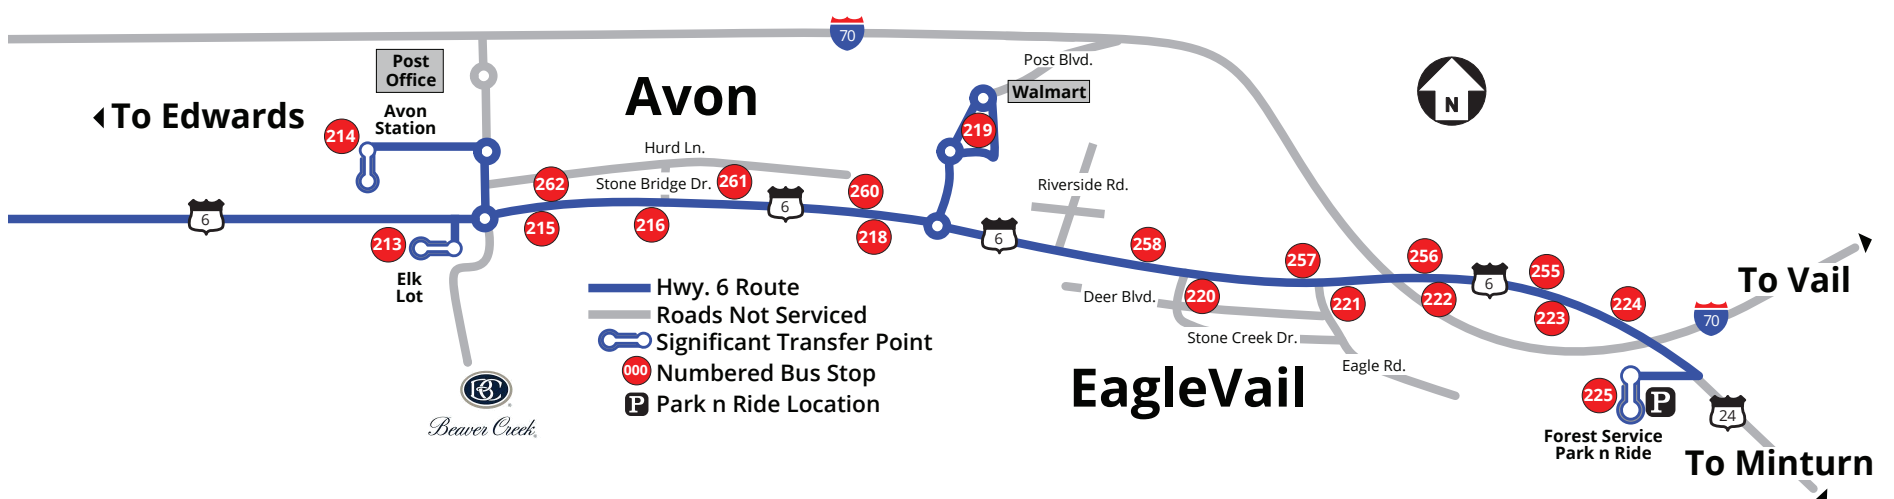 70
Post
Office
Post Blvd.
Walmart
Avon
To Edwards
Avon
Station
N
214
219
Hurd Ln.
262
Stone Bridge Dr.
261
260
Riverside Rd.
6
6
215
216
218
6
213
Elk
Lot
258
257
256
255
To Vail
6
Hwy. 6 Route
Roads Not Serviced
Significant Transfer Point
000 Numbered Bus Stop
P Park n Ride Location
Deer Blvd.
220
221
222
223
224
70
Stone Creek Dr.
Eagle Rd.
EagleVail
BC
Beaver Creek
225
P
24
Forest Service
Park n Ride
To Minturn